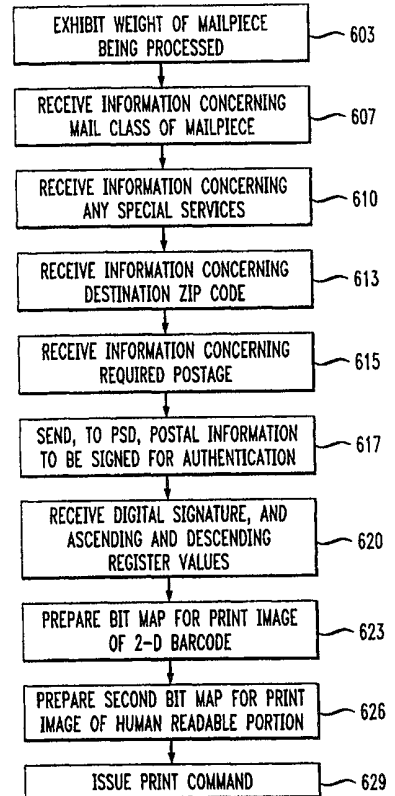 EXHIBIT WEIGHT OF MAILPIECE
BEING PROCESSED
603
RECEIVE INFORMATION CONCERNING
MAIL CLASS OF MAILPIECE
607
RECEIVE INFORMATION CONCERNING
ANY SPECIAL SERVICES
610
RECEIVE INFORMATION CONCERNING
DESTINATION ZIP CODE
613
RECEIVE INFORMATION CONCERNING
REQUIRED POSTAGE
615
SEND, TO PSD, POSTAL INFORMATION
TO BE SIGNED FOR AUTHENTICATION
617
RECEIVE DIGITAL SIGNATURE, AND
ASCENDING AND DESCENDING
REGISTER VALUES
620
PREPARE BIT MAP FOR PRINT IMAGE
OF 2-D BARCODE
623
PREPARE SECOND BIT MAP FOR PRINT
IMAGE OF HUMAN READABLE PORTION
626
ISSUE PRINT COMMAND
629